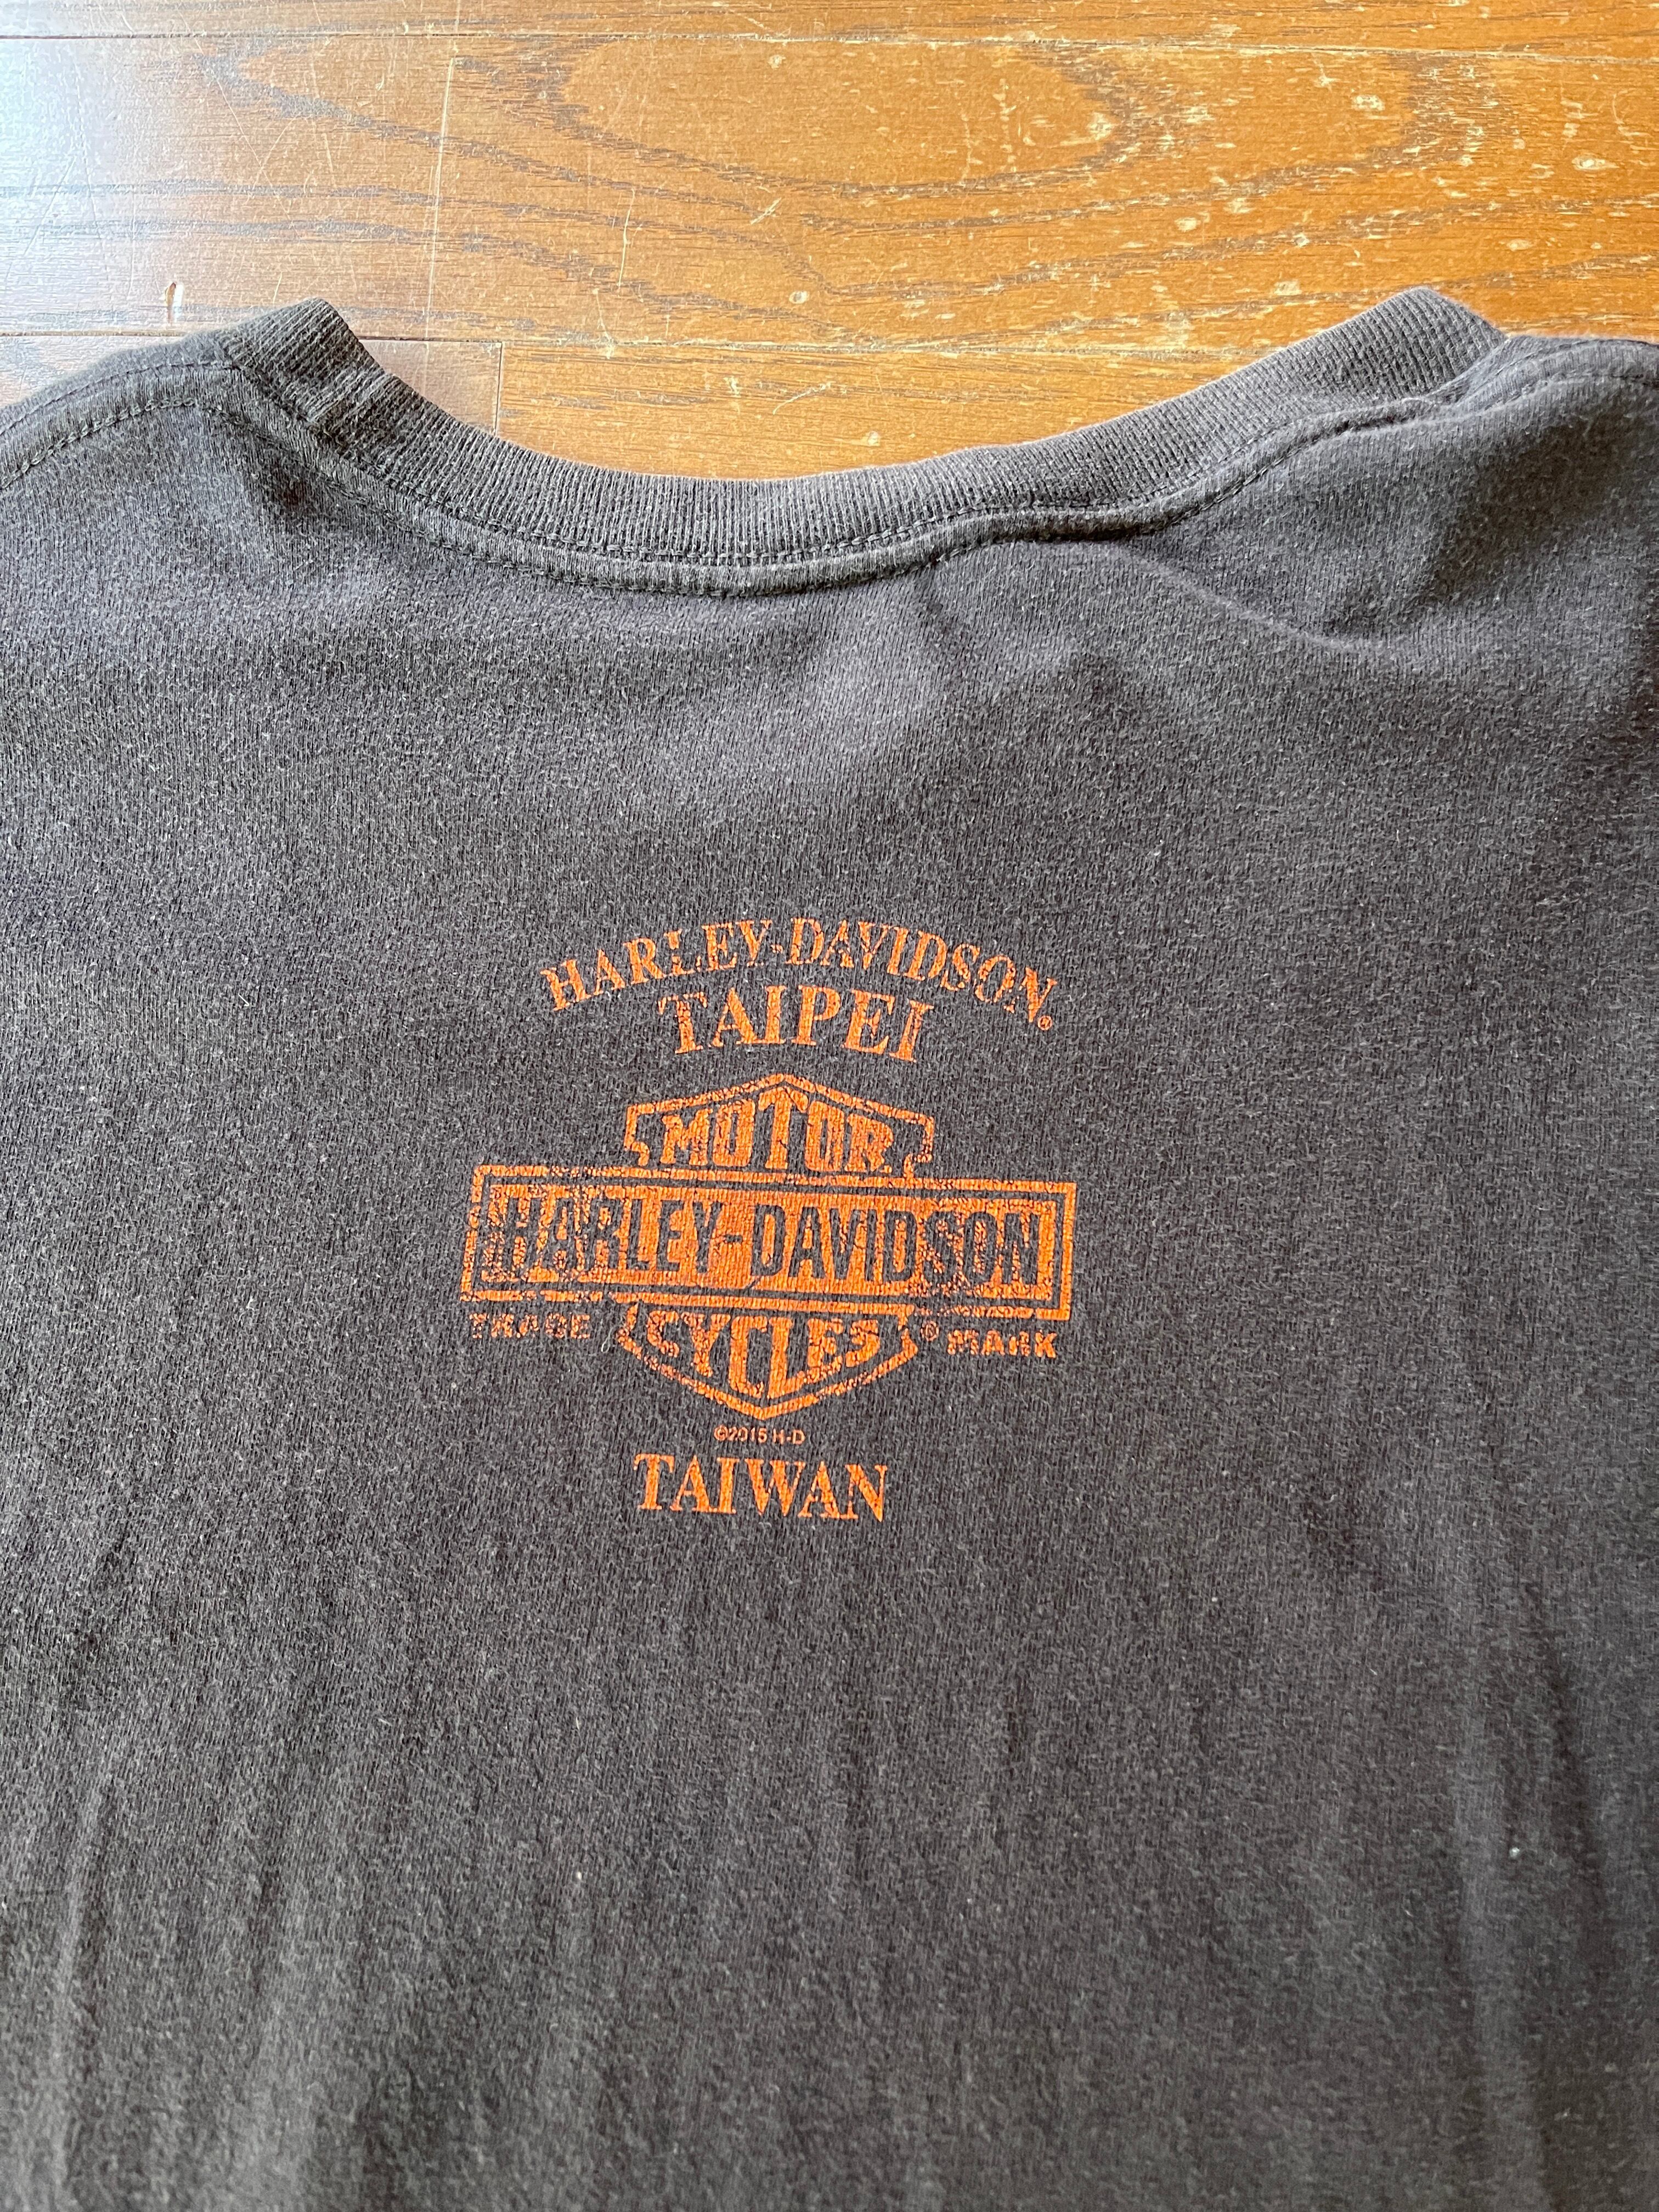 HARLEY-DAVIDSON®
TAIPEI
MOTOR
HARLEY-DAVIDSON
TRADE ® MARK
CYCLES
©2015 H-D
TAIWAN